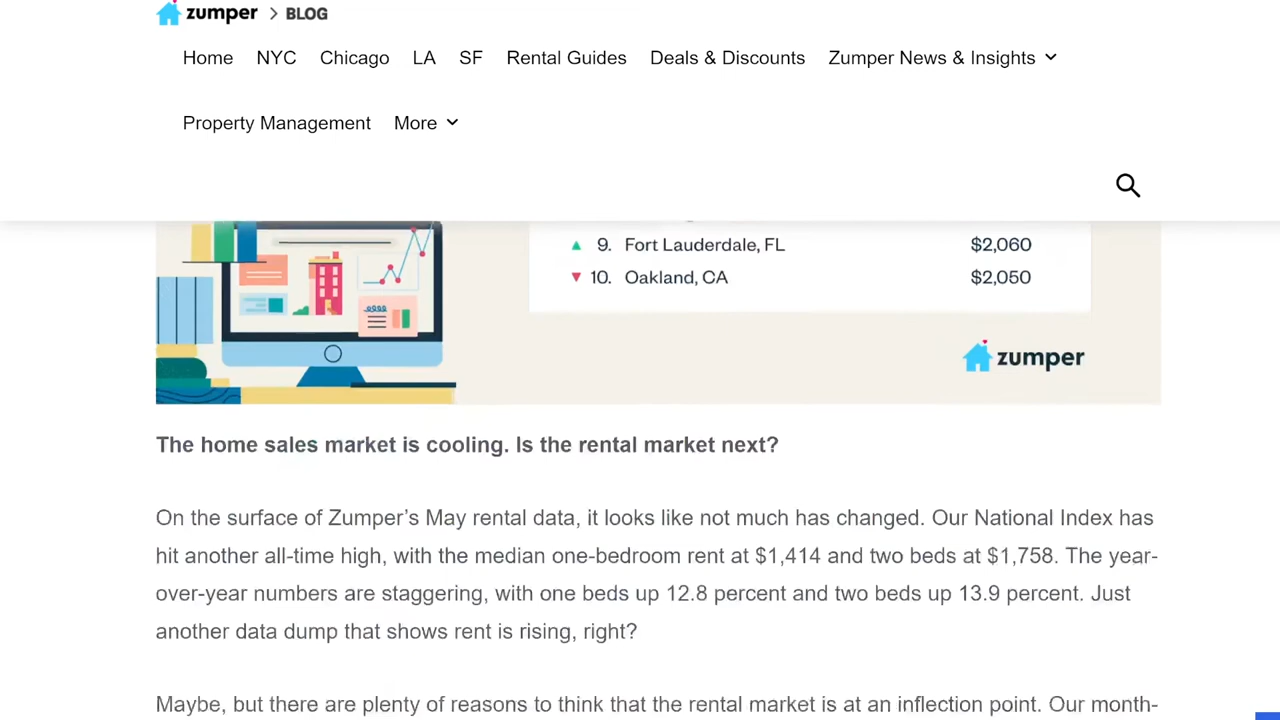 zumper > BLOG
Home NYC Chicago LA SF Rental Guides Deals & Discounts Zumper News & Insights
Property Management More
9. Fort Lauderdale, FL $2,060
10. Oakland, CA $2,050
zumper
The home sales market is cooling. Is the rental market next?
On the surface of Zumper’s May rental data, it looks like not much has changed. Our National Index has
hit another all-time high, with the median one-bedroom rent at $1,414 and two beds at $1,758. The year-
over-year numbers are staggering, with one beds up 12.8 percent and two beds up 13.9 percent. Just
another data dump that shows rent is rising, right?
Maybe, but there are plenty of reasons to think that the rental market is at an inflection point. Our month-